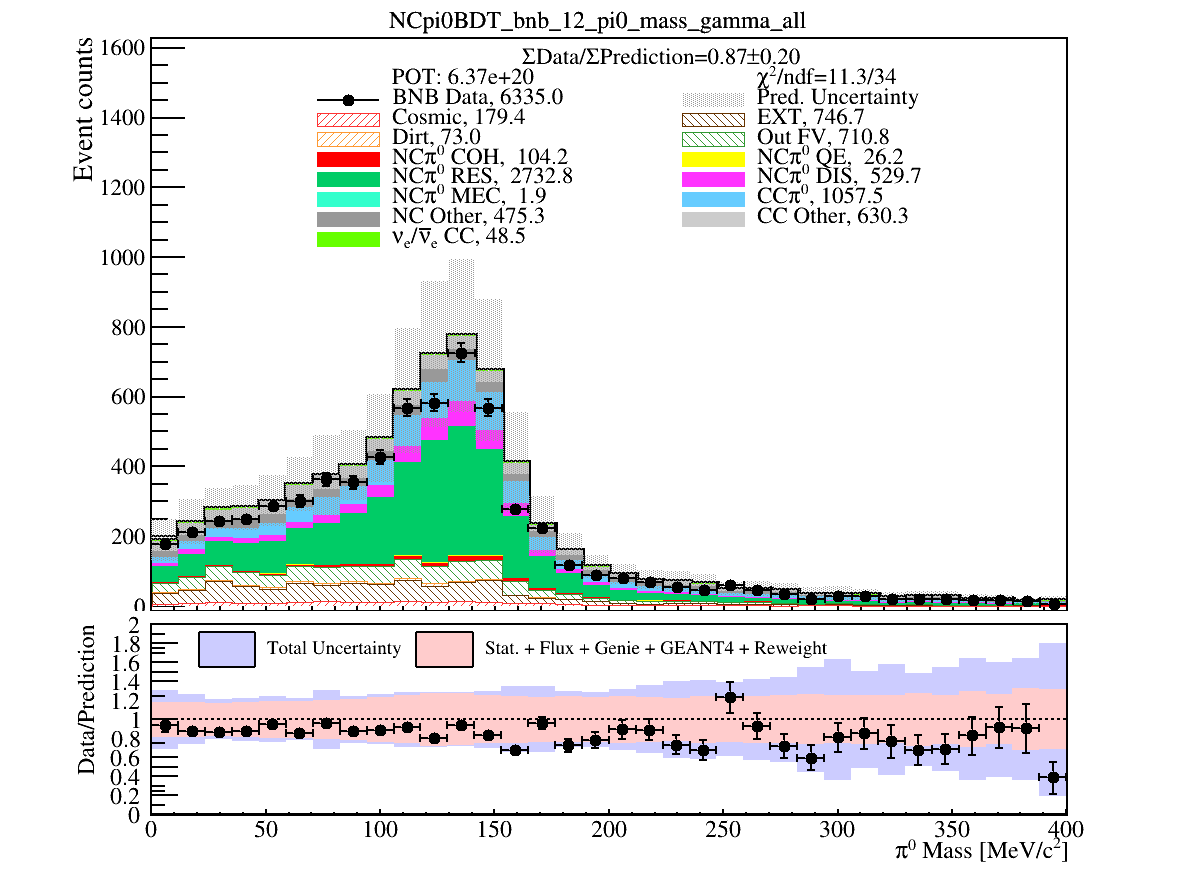 NCpi0BDT_bnb_12_pi0_mass_gamma_all
ΣData/ΣPrediction=0.87±0.20
POT: 6.37e+20
χ²/ndf=11.3/34
BNB Data, 6335.0
Pred. Uncertainty
Cosmic, 179.4
EXT, 746.7
Dirt, 73.0
Out FV, 710.8
NCπ⁰ COH, 104.2
NCπ⁰ QE, 26.2
NCπ⁰ RES, 2732.8
NCπ⁰ DIS, 529.7
NCπ⁰ MEC, 1.9
CCπ⁰, 1057.5
NC Other, 475.3
CC Other, 630.3
νₑ/ν̅ₑ CC, 48.5
Event counts
1600
1400
1200
1000
800
600
400
200
0
Total Uncertainty
Stat. + Flux + Genie + GEANT4 + Reweight
Data/Prediction
2
1.8
1.6
1.4
1.2
1
0.8
0.6
0.4
0.2
0
0 50 100 150 200 250 300 350 400
π⁰ Mass [MeV/c²]